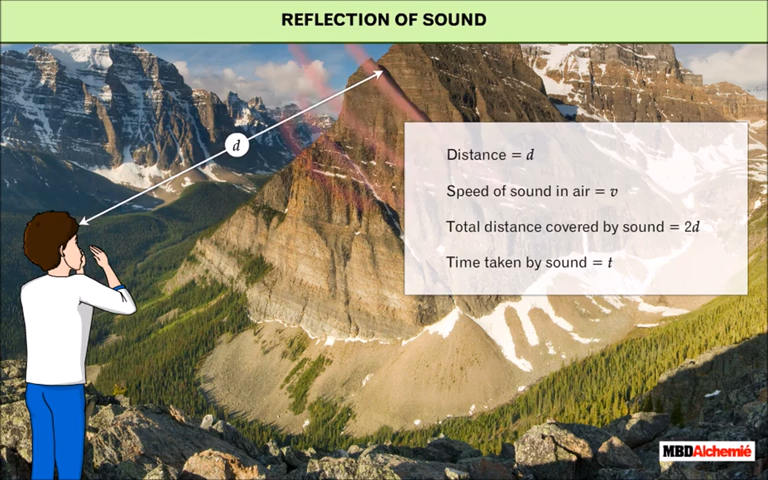 REFLECTION OF SOUND
d
Distance = d
Speed of sound in air = v
Total distance covered by sound = 2d
Time taken by sound = t
MBDAlchemié